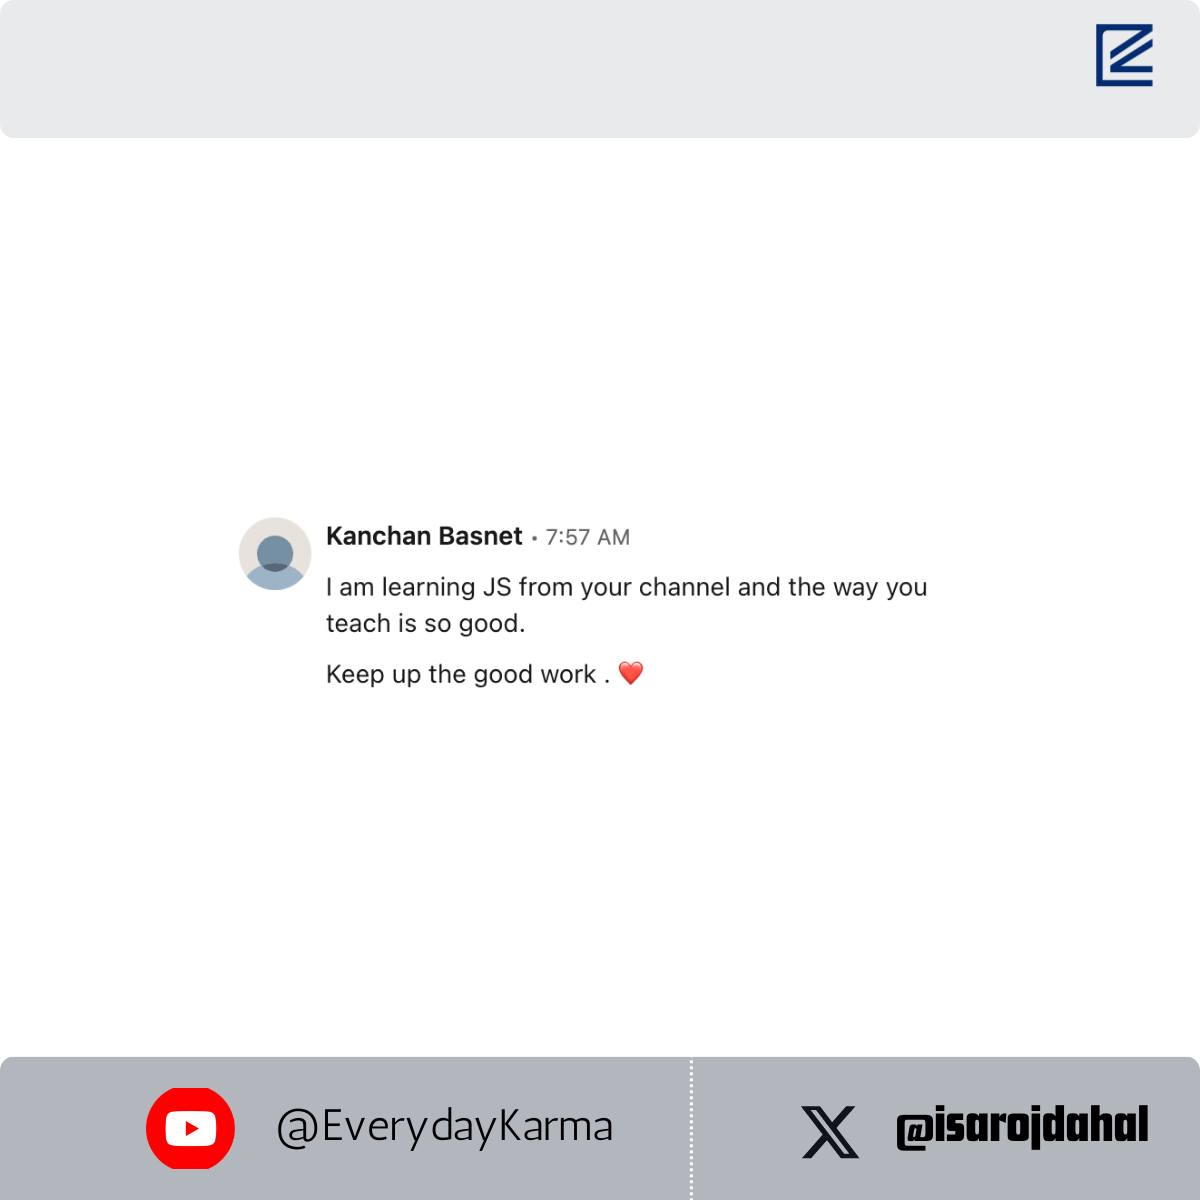 Kanchan Basnet • 7:57 AM
I am learning JS from your channel and the way you
teach is so good.
Keep up the good work . ❤️
@EverydayKarma
@isarojdahal